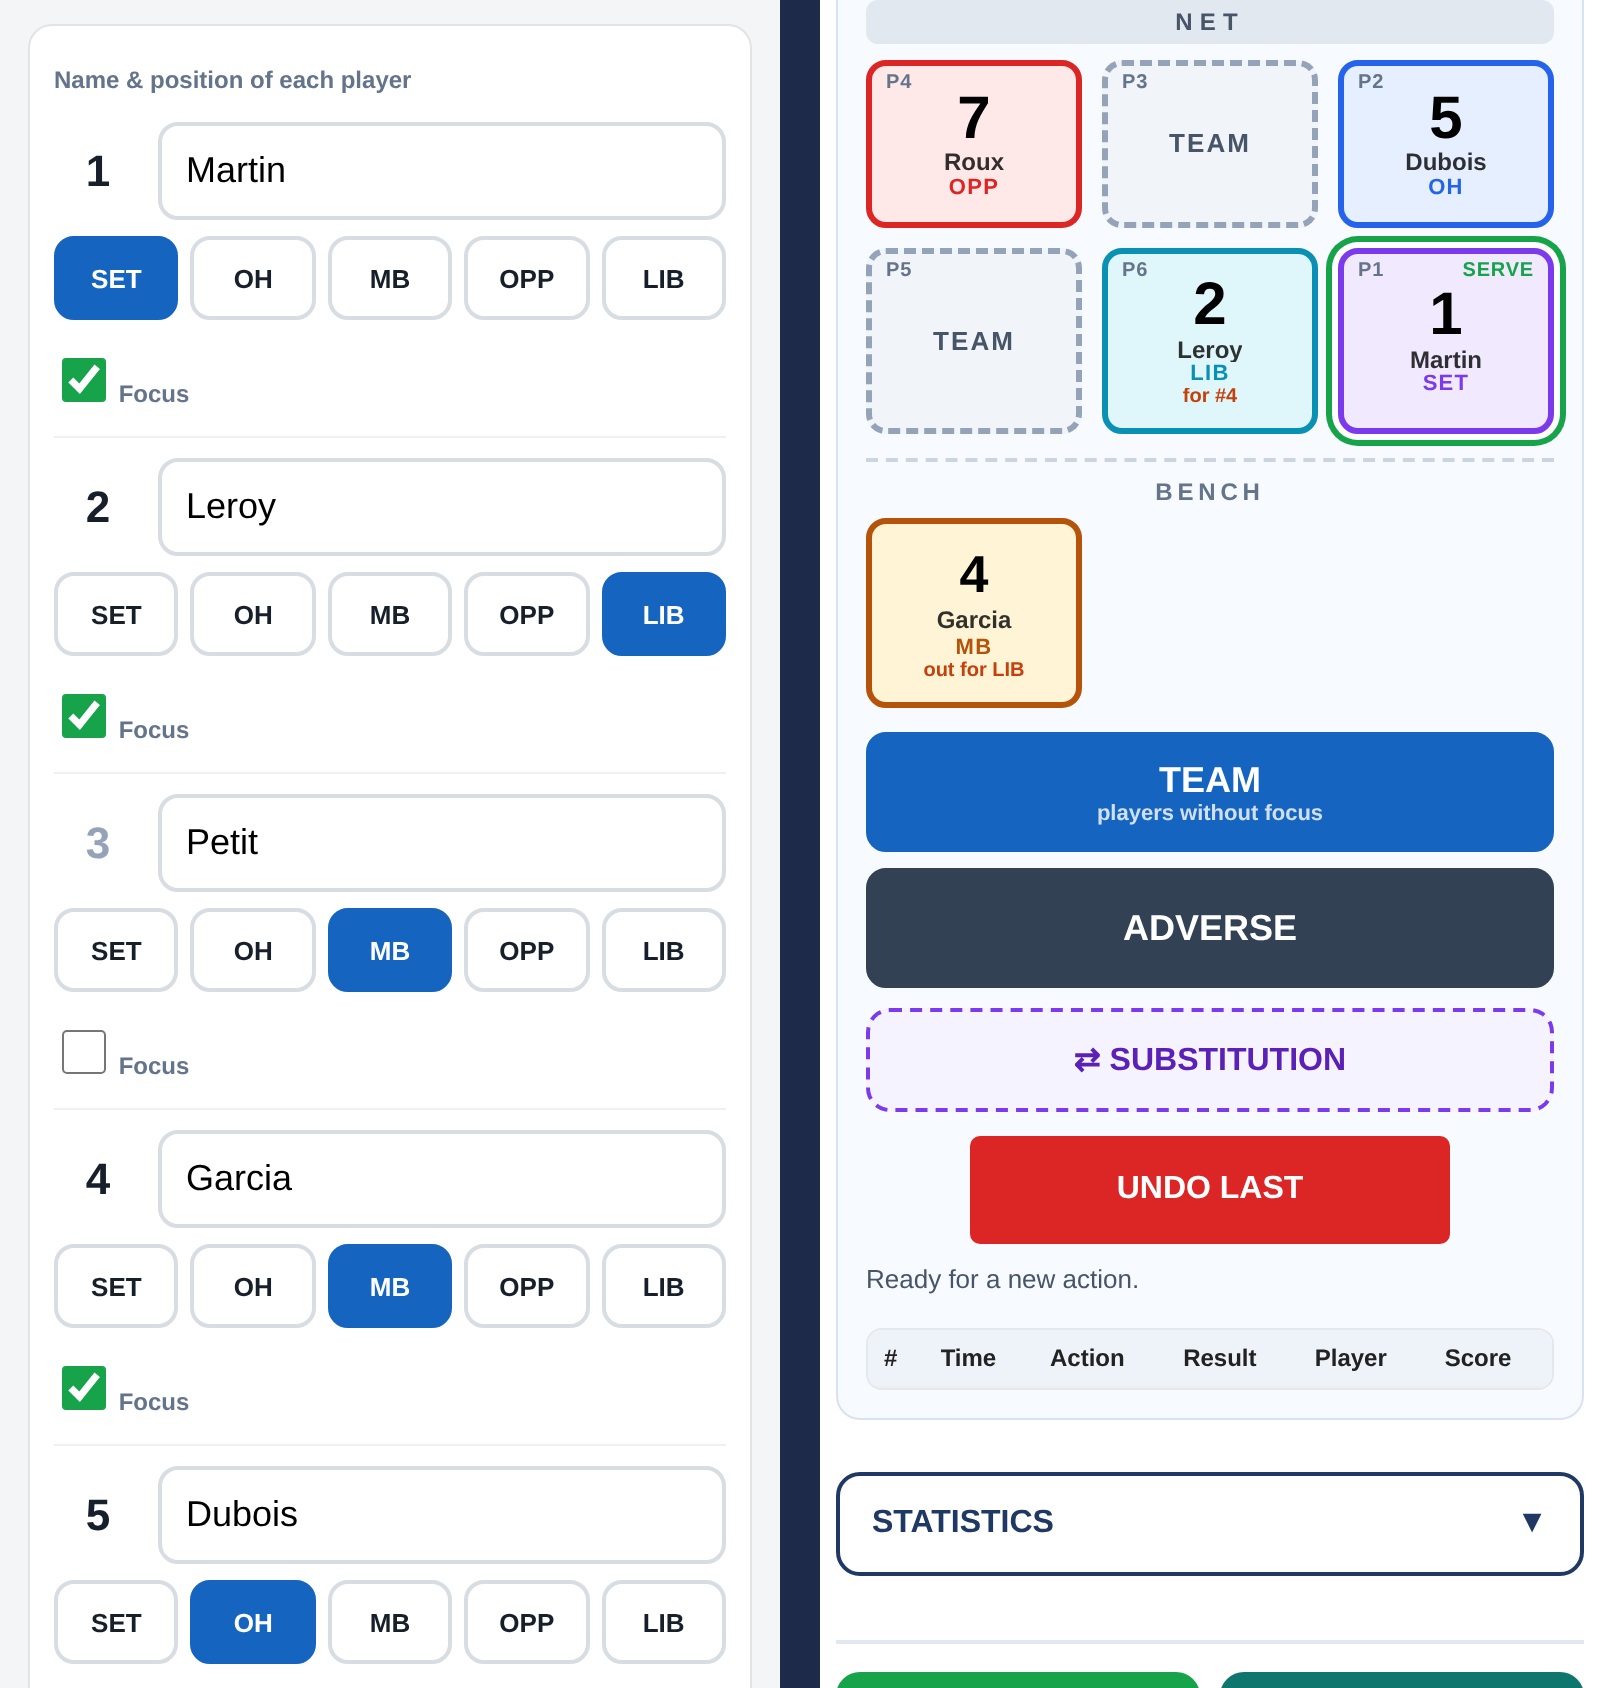 Name & position of each player
1
Martin
SET OH MB OPP LIB
Focus
2
Leroy
SET OH MB OPP LIB
Focus
3
Petit
SET OH MB OPP LIB
Focus
4
Garcia
SET OH MB OPP LIB
Focus
5
Dubois
SET OH MB OPP LIB
NET
P4
7
Roux
OPP
P3
TEAM
P2
5
Dubois
OH
P5
TEAM
P6
2
Leroy
LIB
for #4
P1 SERVE
1
Martin
SET
BENCH
4
Garcia
MB
out for LIB
TEAM
players without focus
ADVERSE
⇄ SUBSTITUTION
UNDO LAST
Ready for a new action.
# Time Action Result Player Score
STATISTICS ▼